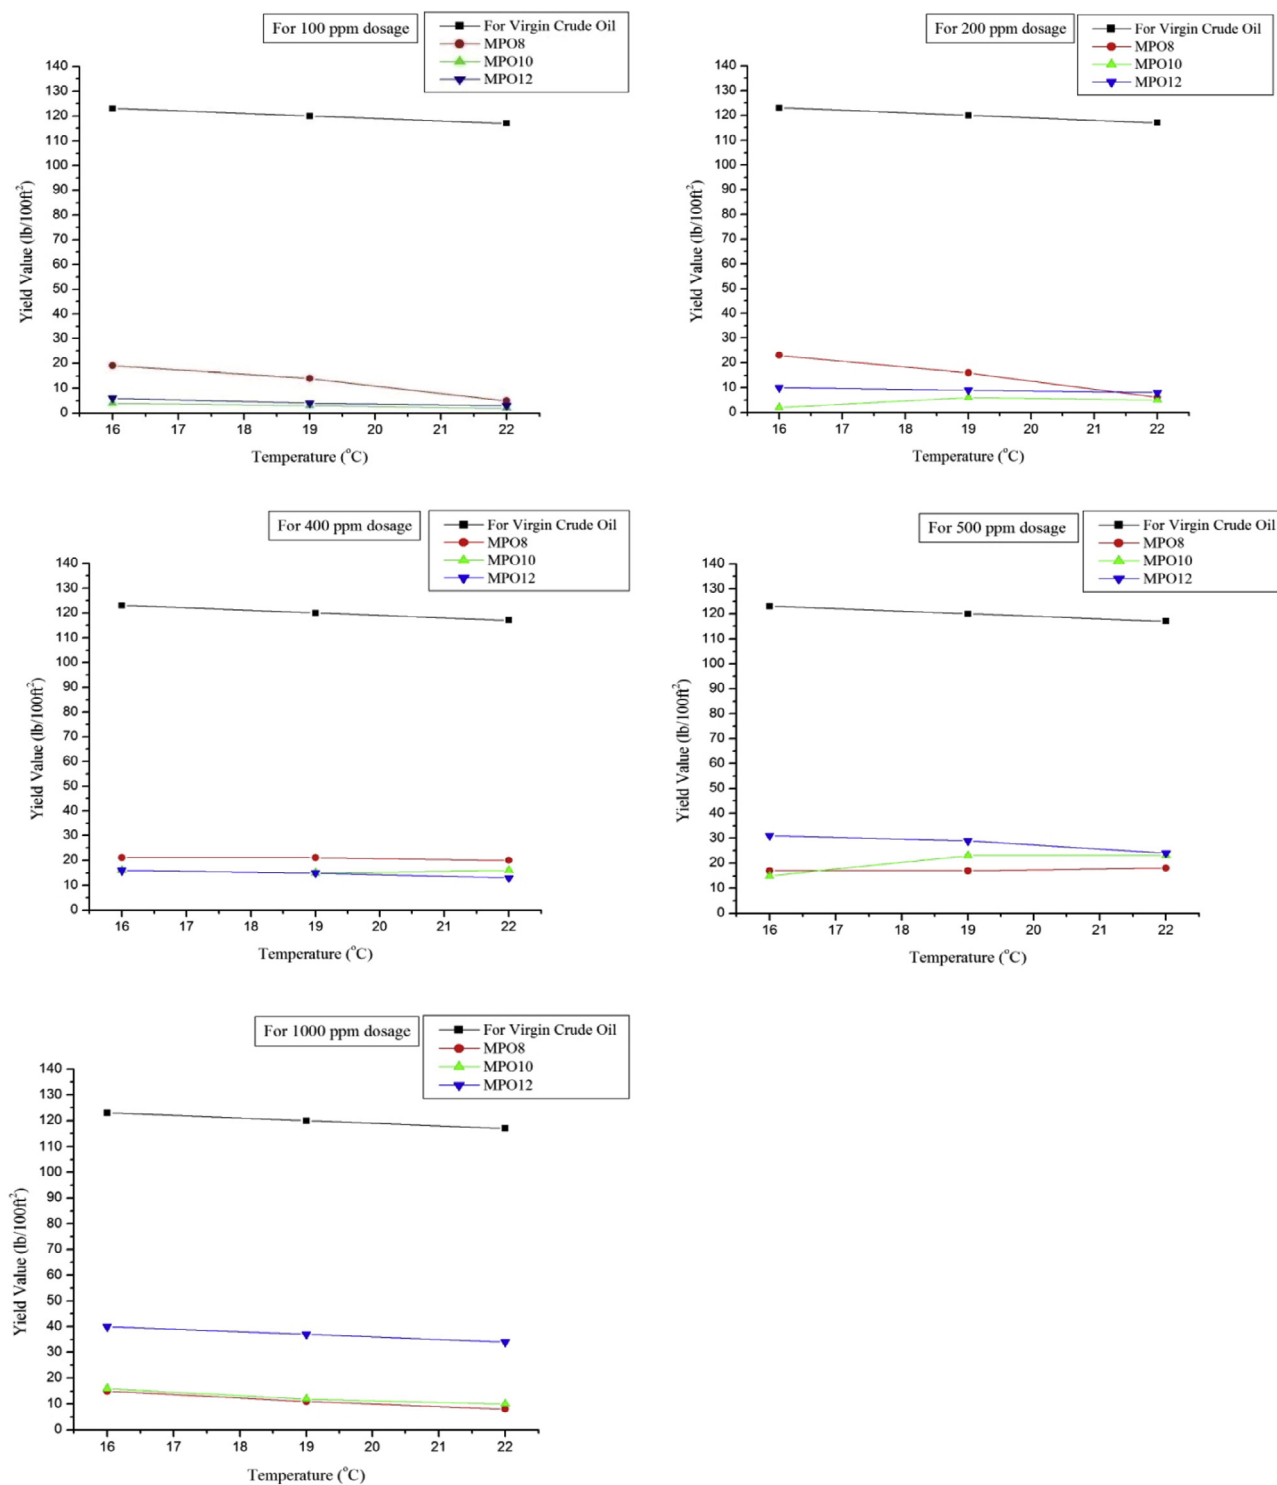 For 100 ppm dosage
For Virgin Crude Oil
MPO8
MPO10
MPO12
140
130
120
110
100
90
80
70
60
50
40
30
20
10
0
Yield Value (lb/100ft²)
16 17 18 19 20 21 22
Temperature (°C)
For 200 ppm dosage
For Virgin Crude Oil
MPO8
MPO10
MPO12
140
130
120
110
100
90
80
70
60
50
40
30
20
10
0
Yield Value (lb/100ft²)
16 17 18 19 20 21 22
Temperature (°C)
For 400 ppm dosage
For Virgin Crude Oil
MPO8
MPO10
MPO12
140
130
120
110
100
90
80
70
60
50
40
30
20
10
0
Yield Value (lb/100ft²)
16 17 18 19 20 21 22
Temperature (°C)
For 500 ppm dosage
For Virgin Crude Oil
MPO8
MPO10
MPO12
140
130
120
110
100
90
80
70
60
50
40
30
20
10
0
Yield Value (lb/100ft²)
16 17 18 19 20 21 22
Temperature (°C)
For 1000 ppm dosage
For Virgin Crude Oil
MPO8
MPO10
MPO12
140
130
120
110
100
90
80
70
60
50
40
30
20
10
0
Yield Value (lb/100ft²)
16 17 18 19 20 21 22
Temperature (°C)